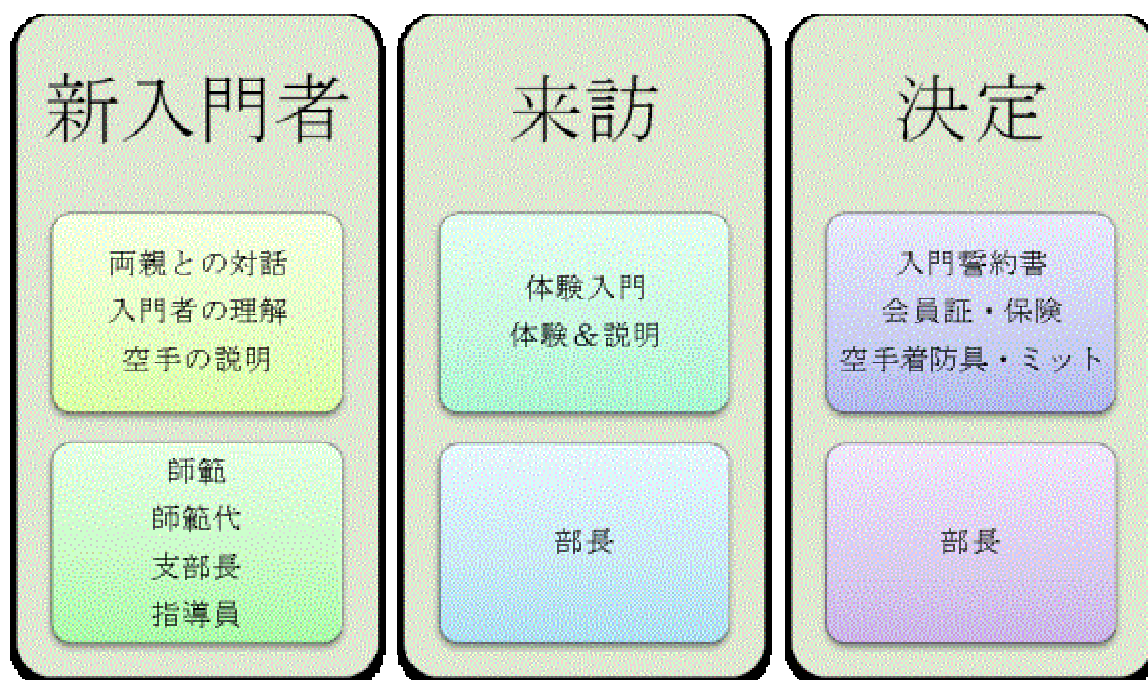 新入門者
両親との対話
入門者の理解
空手の説明
師範
師範代
支部長
指導員
来訪
体験入門
体験&説明
部長
決定
入門誓約書
会員証・保険
空手着防具・ミット
部長